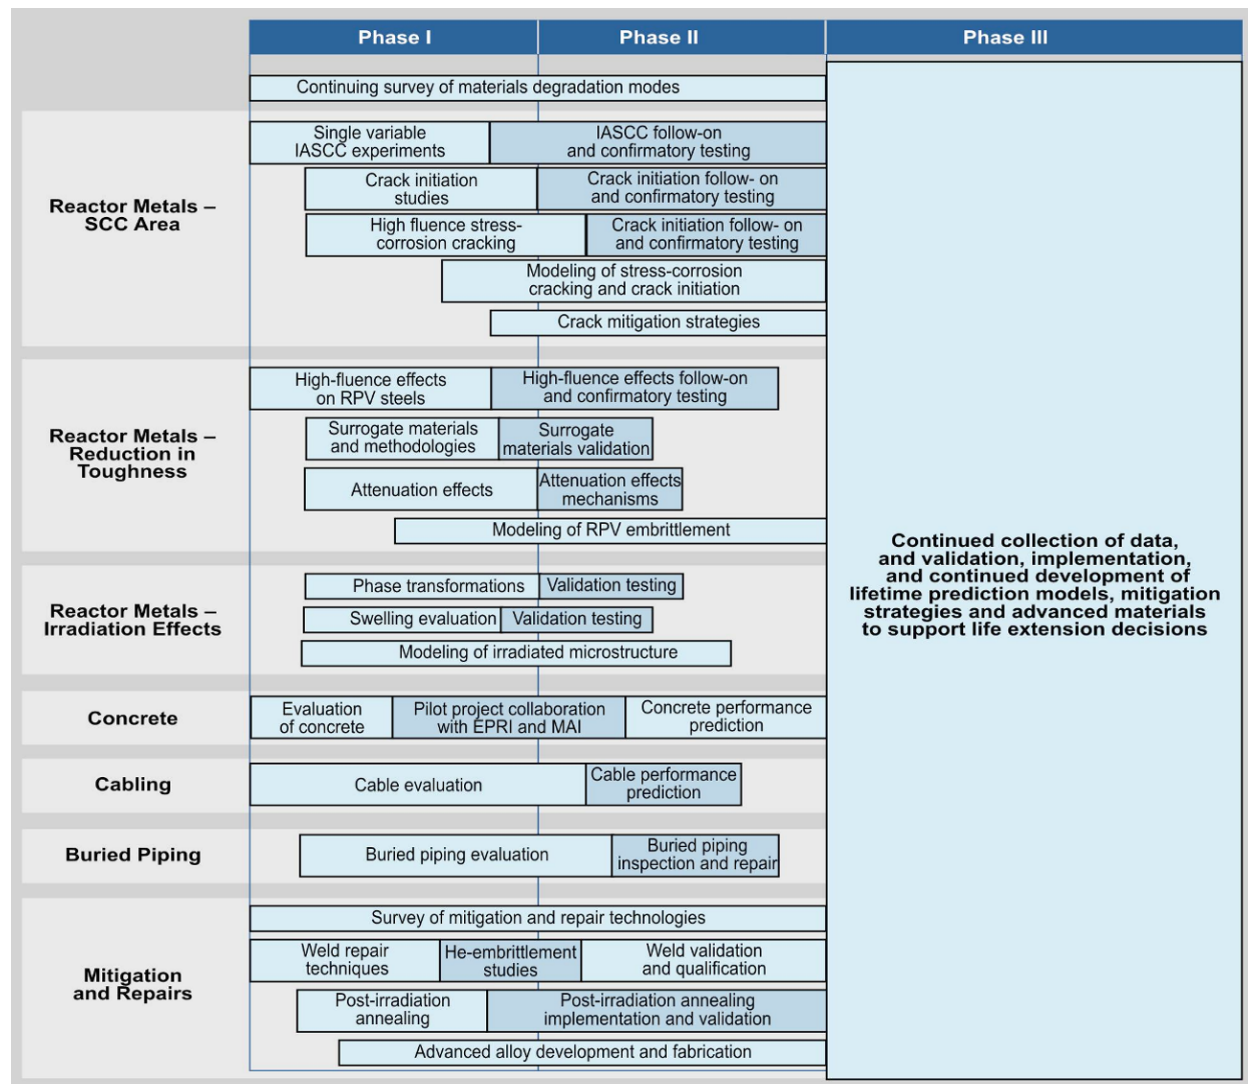 Phase I
Phase II
Phase III
Continuing survey of materials degradation modes
Reactor Metals –
SCC Area
Single variable
IASCC experiments
IASCC follow-on
and confirmatory testing
Crack initiation
studies
Crack initiation follow- on
and confirmatory testing
High fluence stress-
corrosion cracking
Crack initiation follow- on
and confirmatory testing
Modeling of stress-corrosion
cracking and crack initiation
Crack mitigation strategies
Reactor Metals –
Reduction in
Toughness
High-fluence effects
on RPV steels
High-fluence effects follow-on
and confirmatory testing
Surrogate materials
and methodologies
Surrogate
materials validation
Attenuation effects
Attenuation effects
mechanisms
Modeling of RPV embrittlement
Reactor Metals –
Irradiation Effects
Phase transformations
Validation testing
Swelling evaluation
Validation testing
Modeling of irradiated microstructure
Concrete
Evaluation
of concrete
Pilot project collaboration
with EPRI and MAI
Concrete performance
prediction
Cabling
Cable evaluation
Cable performance
prediction
Buried Piping
Buried piping evaluation
Buried piping
inspection and repair
Mitigation
and Repairs
Survey of mitigation and repair technologies
Weld repair
techniques
He-embrittlement
studies
Weld validation
and qualification
Post-irradiation
annealing
Post-irradiation annealing
implementation and validation
Advanced alloy development and fabrication
Continued collection of data,
and validation, implementation,
and continued development of
lifetime prediction models, mitigation
strategies and advanced materials
to support life extension decisions